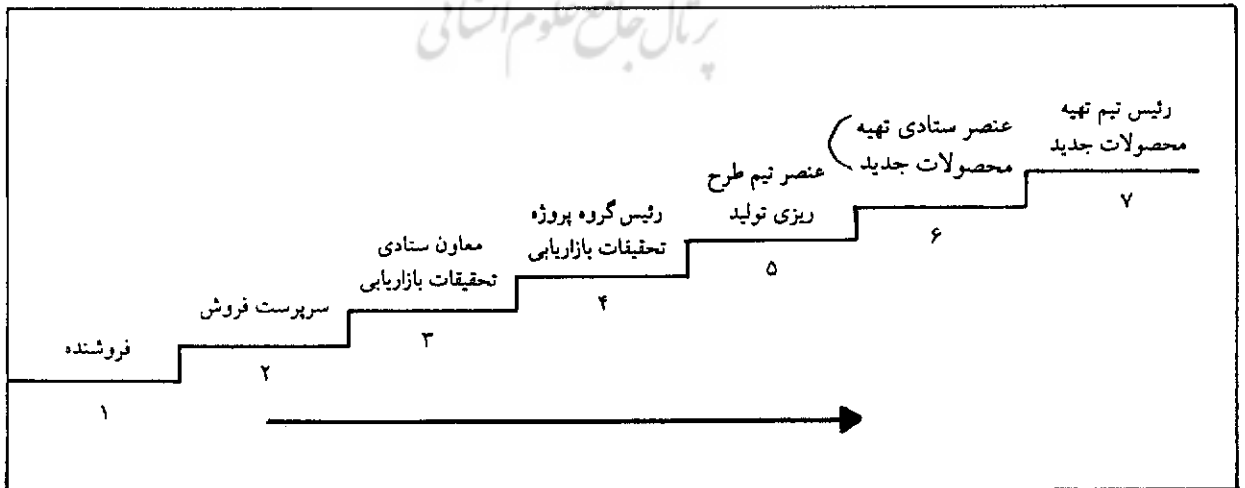 پرتال جامع علوم انسانی
رئیس تیم تهیه
محصولات جدید
۷
عنصر ستادی تهیه
محصولات جدید
۶
عنصر تیم طرح
ریزی تولید
۵
رئیس گروه پروژه
تحقیقات بازاریابی
۴
معاون ستادی
تحقیقات بازاریابی
۳
سرپرست فروش
۲
فروشنده
۱